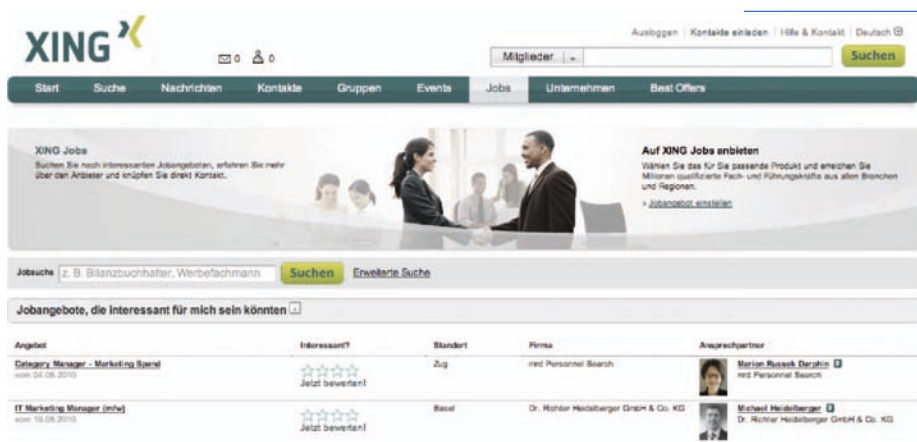 XING
0 0
Ausloggen | Kontakte einladen | Hilfe & Kontakt | Deutsch
Mitglieder
Suchen
Start Suche Nachrichten Kontakte Gruppen Events Jobs Unternehmen Best Offers
XING Jobs
Suchen Sie nach interessanten Jobangeboten, erfahren Sie mehr
über den Anbieter und knüpfen Sie direkt Kontakt.
Auf XING Jobs anbieten
Wählen Sie das für Sie passende Produkt und erreichen Sie
Millionen qualifizierte Fach- und Führungskräfte aus allen Branchen
und Regionen.
» Jobangebot einstellen
Jobsuche z. B. Bilanzbuchhalter, Werbefachmann Suchen Erweiterte Suche
Jobangebote, die interessant für mich sein könnten
Angebot Interessant? Standort Firma Ansprechpartner
Category Manager - Marketing Spend Zug mrd Personnel Search Marion Russek Darphin
vom 04.08.2010 Jetzt bewerten! mrd Personnel Search
IT Marketing Manager (m/w) Basel Dr. Richter Heidelberger GmbH & Co. KG Michael Heidelberger
vom 19.08.2010 Jetzt bewerten! Dr. Richter Heidelberger GmbH & Co. KG